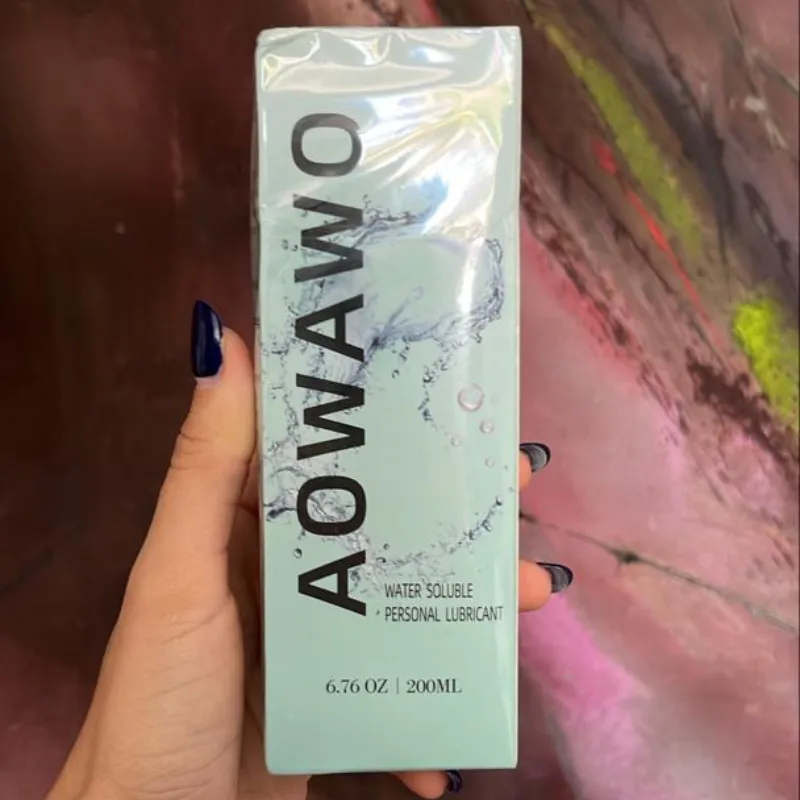 AOWAWO
WATER SOLUBLE
PERSONAL LUBRICANT
6.76 OZ | 200ML